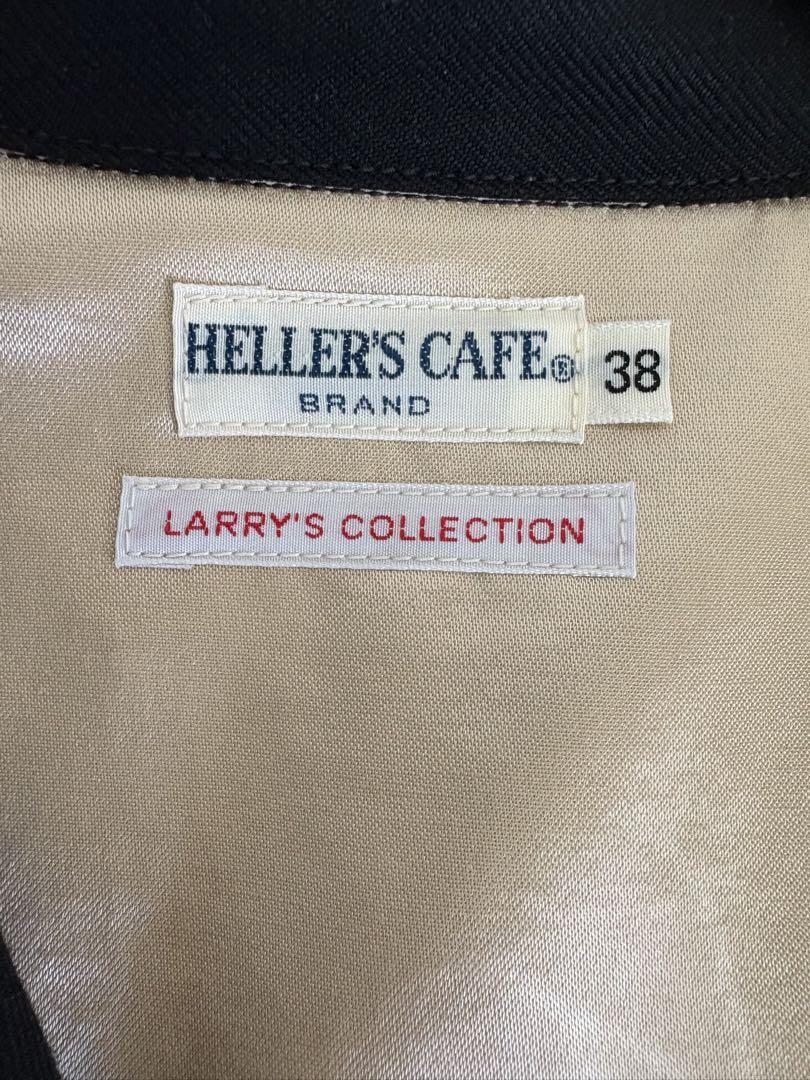 HELLER'S CAFE®
BRAND
38
LARRY'S COLLECTION